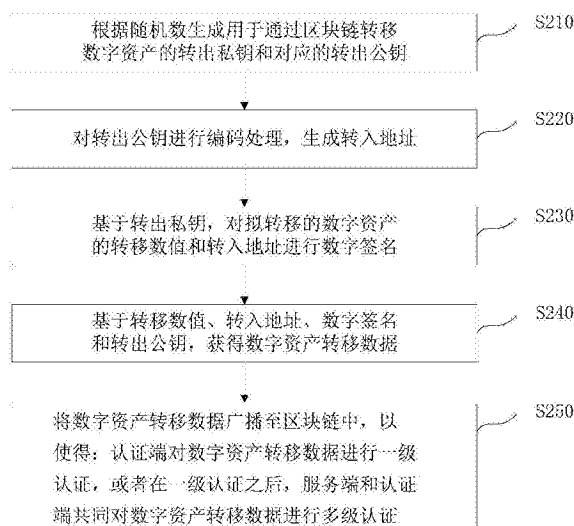 根据随机数生成用于通过区块链转移
数字资产的转出私钥和对应的转出公钥
S210
对转出公钥进行编码处理，生成转入地址
S220
基于转出私钥，对拟转移的数字资产
的转移数值和转入地址进行数字签名
S230
基于转移数值、转入地址、数字签名
和转出公钥，获得数字资产转移数据
S240
将数字资产转移数据广播至区块链中，以
使得：认证端对数字资产转移数据进行一级
认证，或者在一级认证之后，服务端和认证
端共同对数字资产转移数据进行多级认证
S250